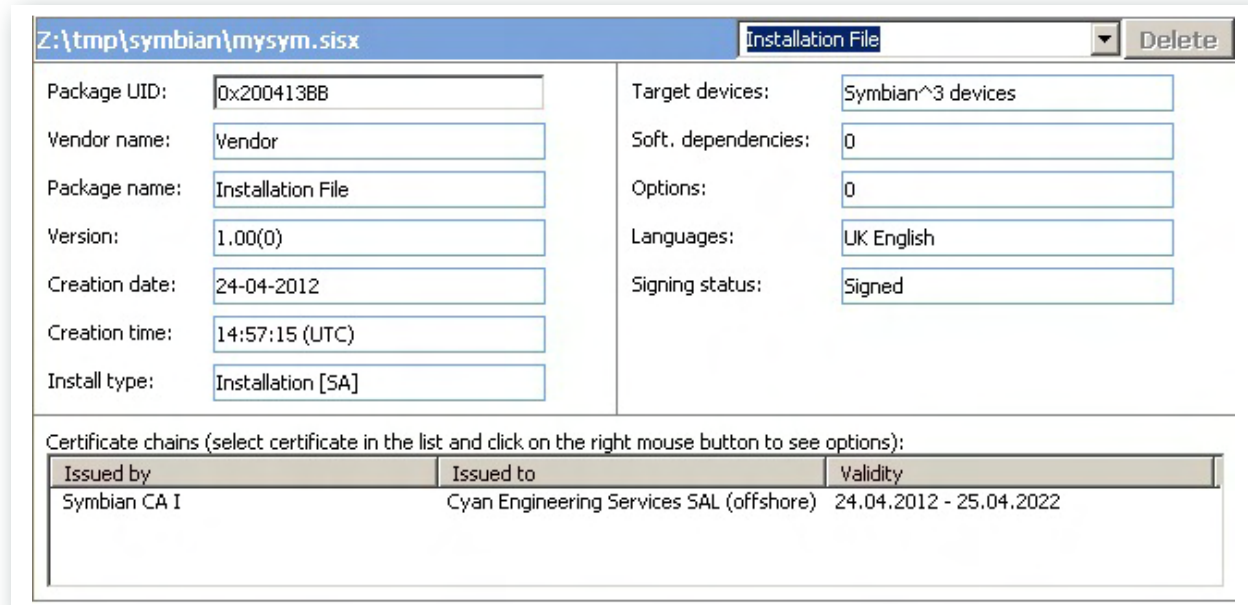 Z:\tmp\symbian\mysym.sisx Installation File Delete
Package UID: 0x200413BB
Vendor name: Vendor
Package name: Installation File
Version: 1.00(0)
Creation date: 24-04-2012
Creation time: 14:57:15 (UTC)
Install type: Installation [SA]
Target devices: Symbian^3 devices
Soft. dependencies: 0
Options: 0
Languages: UK English
Signing status: Signed
Certificate chains (select certificate in the list and click on the right mouse button to see options):
Issued by Issued to Validity
Symbian CA I Cyan Engineering Services SAL (offshore) 24.04.2012 - 25.04.2022